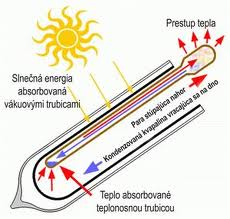 Prestup tepla
Slnečná energia
absorbovaná
vákuovými trubicami
Para stúpajúca nahor
Kondenzovaná kvapalina vracajúca sa na dno
Teplo absorbované
teplonosnou trubicou